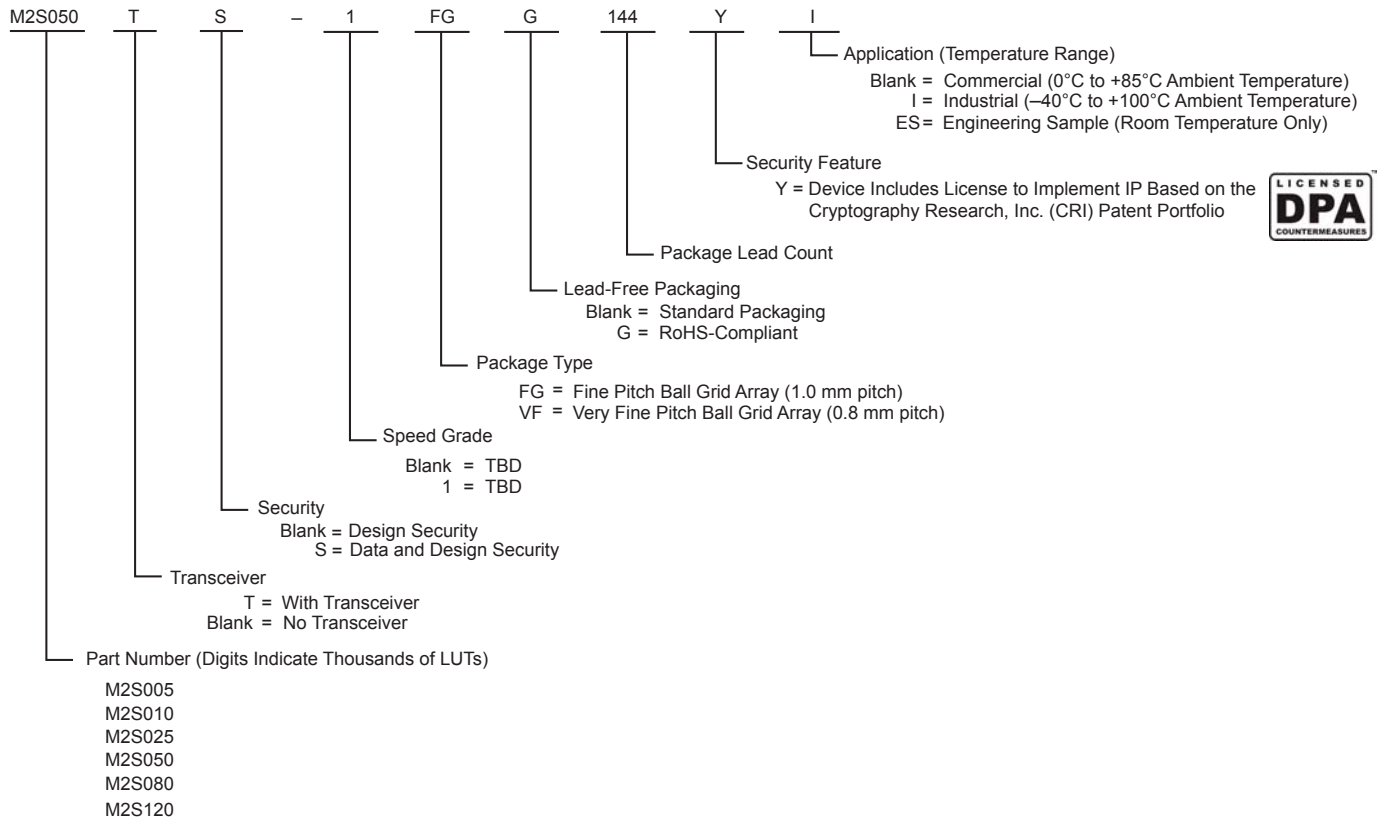 M2S050 T S – 1 FG G 144 Y I
Application (Temperature Range)
Blank = Commercial (0°C to +85°C Ambient Temperature)
I = Industrial (–40°C to +100°C Ambient Temperature)
ES = Engineering Sample (Room Temperature Only)
Security Feature
Y = Device Includes License to Implement IP Based on the
Cryptography Research, Inc. (CRI) Patent Portfolio
LICENSED
DPA
COUNTERMEASURES
TM
Package Lead Count
Lead-Free Packaging
Blank = Standard Packaging
G = RoHS-Compliant
Package Type
FG = Fine Pitch Ball Grid Array (1.0 mm pitch)
VF = Very Fine Pitch Ball Grid Array (0.8 mm pitch)
Speed Grade
Blank = TBD
1 = TBD
Security
Blank = Design Security
S = Data and Design Security
Transceiver
T = With Transceiver
Blank = No Transceiver
Part Number (Digits Indicate Thousands of LUTs)
M2S005
M2S010
M2S025
M2S050
M2S080
M2S120